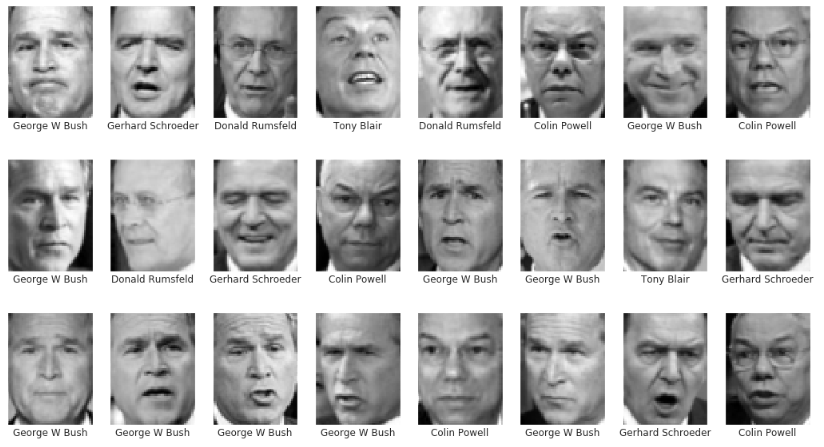 George W Bush Gerhard Schroeder Donald Rumsfeld Tony Blair Donald Rumsfeld Colin Powell George W Bush Colin Powell
George W Bush Donald Rumsfeld Gerhard Schroeder Colin Powell George W Bush George W Bush Tony Blair Gerhard Schroeder
George W Bush George W Bush George W Bush George W Bush Colin Powell George W Bush Gerhard Schroeder Colin Powell